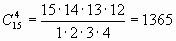 C₁₅⁴ = (15·14·13·12)/(1·2·3·4) = 1365